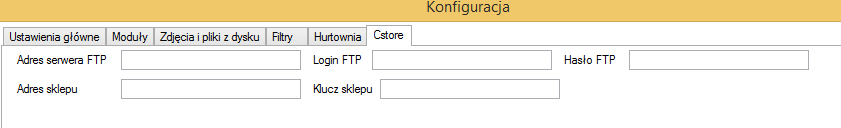 Konfiguracja
Ustawienia główne Moduły Zdjęcia i pliki z dysku Filtry Hurtownia Cstore
Adres serwera FTP Login FTP Hasło FTP
Adres sklepu Klucz sklepu